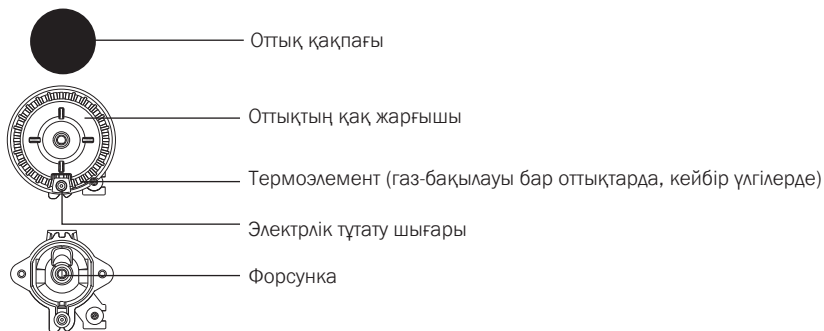 Оттық қақпағы
Оттықтың қақ жарғышы
Термоэлемент (газ-бақылауы бар оттықтарда, кейбір үлгілерде)
Электрлік тұтату шығары
Форсунка